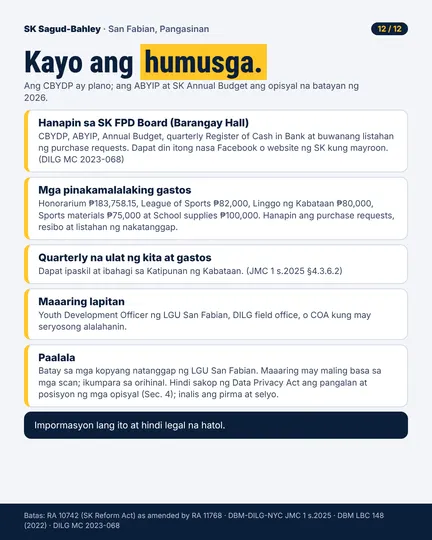 SK Sagud-Bahley · San Fabian, Pangasinan
12 / 12
Kayo ang humusga.
Ang CBYDP ay plano; ang ABYIP at SK Annual Budget ang opisyal na batayan ng
2026.
Hanapin sa SK FPD Board (Barangay Hall)
CBYDP, ABYIP, Annual Budget, quarterly Register of Cash in Bank at buwanang listahan
ng purchase requests. Dapat din itong nasa Facebook o website ng SK kung mayroon.
(DILG MC 2023-068)
Mga pinakamalalaking gastos
Honorarium ₱183,758.15, League of Sports ₱82,000, Linggo ng Kabataan ₱80,000,
Sports materials ₱75,000 at School supplies ₱100,000. Hanapin ang purchase requests,
resibo at listahan ng nakatanggap.
Quarterly na ulat ng kita at gastos
Dapat ipaskil at ibahagi sa Katipunan ng Kabataan. (JMC 1 s.2025 §4.3.6.2)
Maaaring lapitan
Youth Development Officer ng LGU San Fabian, DILG field office, o COA kung may
seryosong alalahanin.
Paalala
Batay sa mga kopyang natanggap ng LGU San Fabian. Maaaring may maling basa sa
mga scan; ikumpara sa orihinal. Hindi sakop ng Data Privacy Act ang pangalan at
posisyon ng mga opisyal (Sec. 4); inalis ang pirma at selyo.
Impormasyon lang ito at hindi legal na hatol.
Batas: RA 10742 (SK Reform Act) as amended by RA 11768 · DBM-DILG-NYC JMC 1 s.2025 · DBM LBC 148
(2022) · DILG MC 2023-068